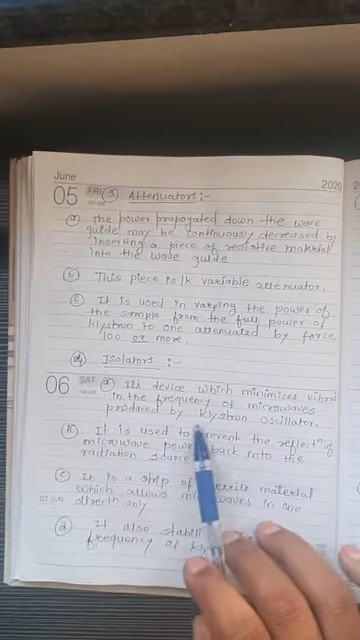 June
2020
05 FRI (3) Attenuators :-
(a) the power propagated down the wave
guide may be continuously decreased by
inserting a piece of resistive material
into the wave guide
(b) This piece is lk variable attenuator.
(c) It is used in varying the power of
the sample from the full power of
klystron to one attenuated by force
100 or more.
(4) Isolators :-
06 SAT (a) Its device which minimizes vibra
in the frequency of microwaves
produced by klystron oscillator.
(b) It is used to prevent the reflectn of
microwave power back into the
radiation source
(c) It is a strip of ferrite material
which allows microwaves in one
07 SUN directn only
(d) It also stabili
frequency of kly